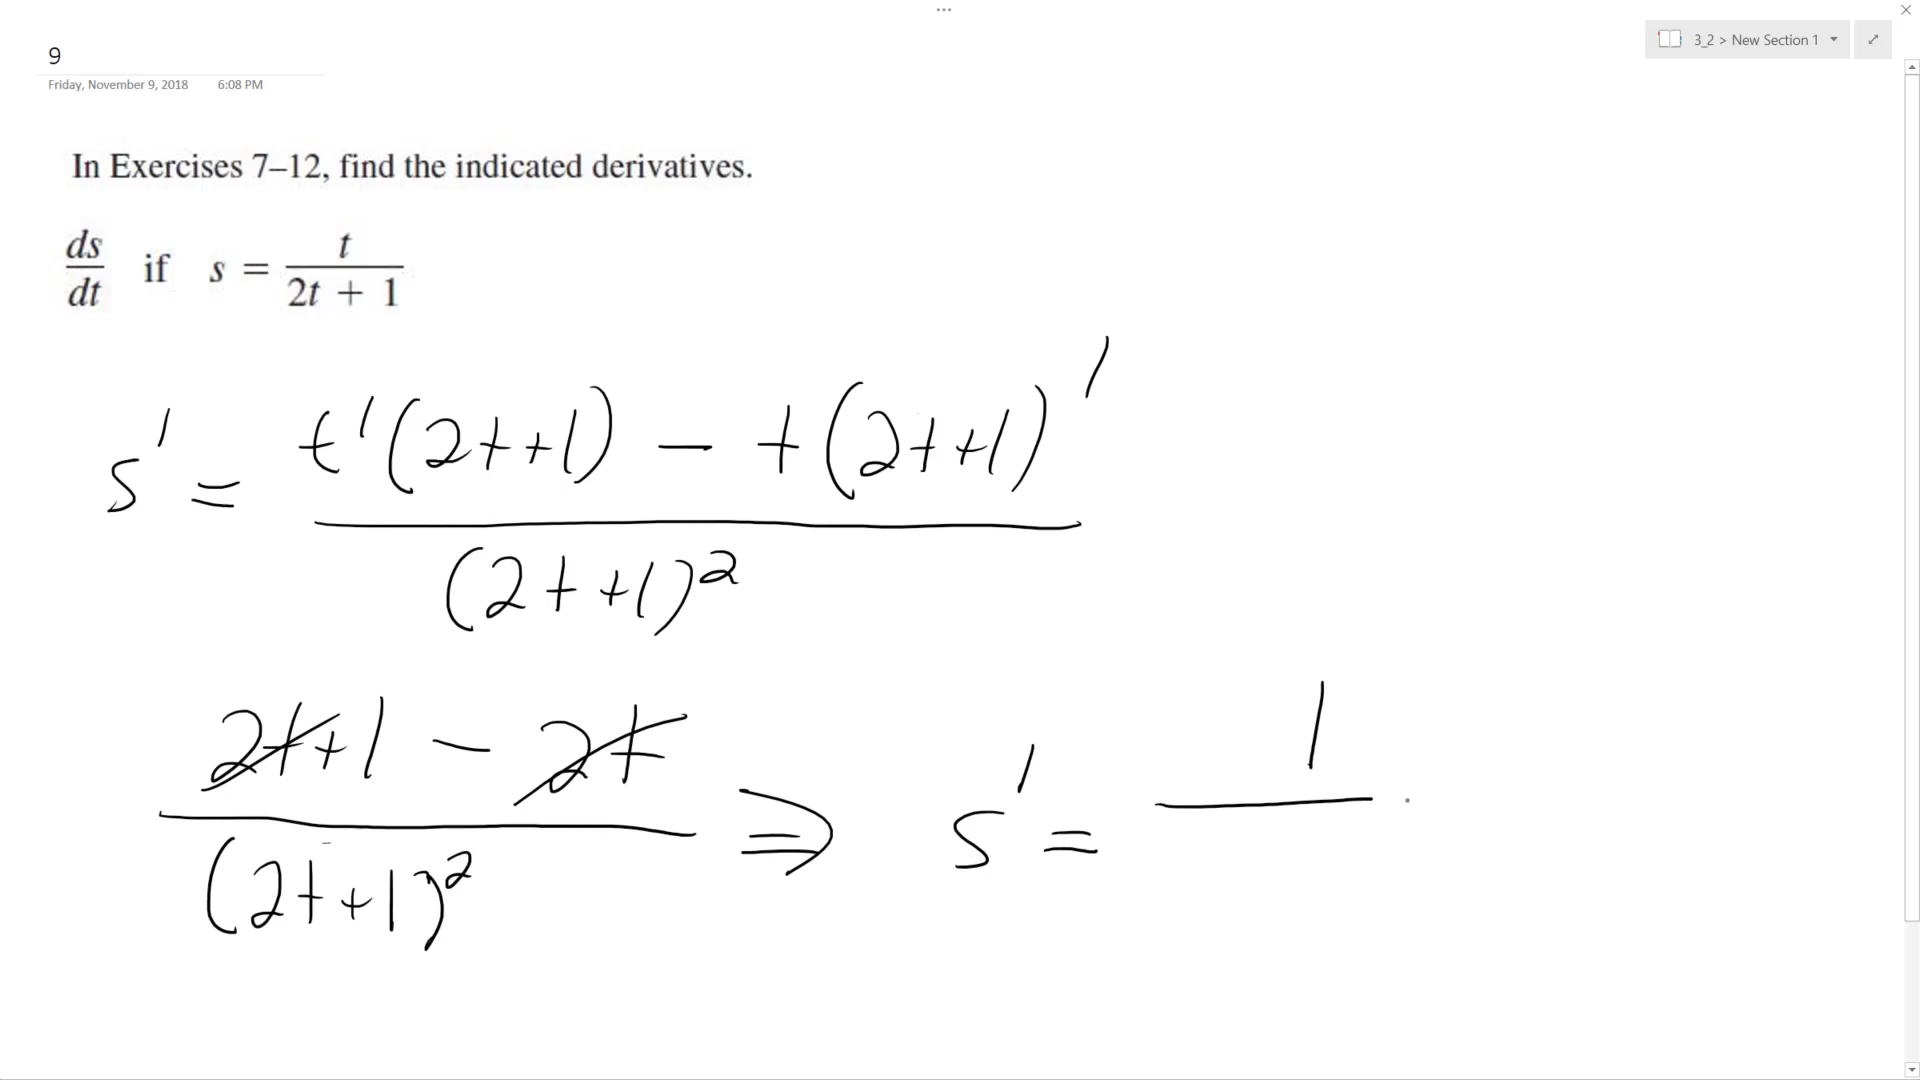 ...
3_2 > New Section 1
9
Friday, November 9, 2018 6:08 PM
In Exercises 7–12, find the indicated derivatives.
ds/dt if s = t/(2t + 1)
s' = t'(2t+1) − t(2t+1)'
(2t+1)²
2t+1 − 2t ⇒ s' = 1
(2t+1)²